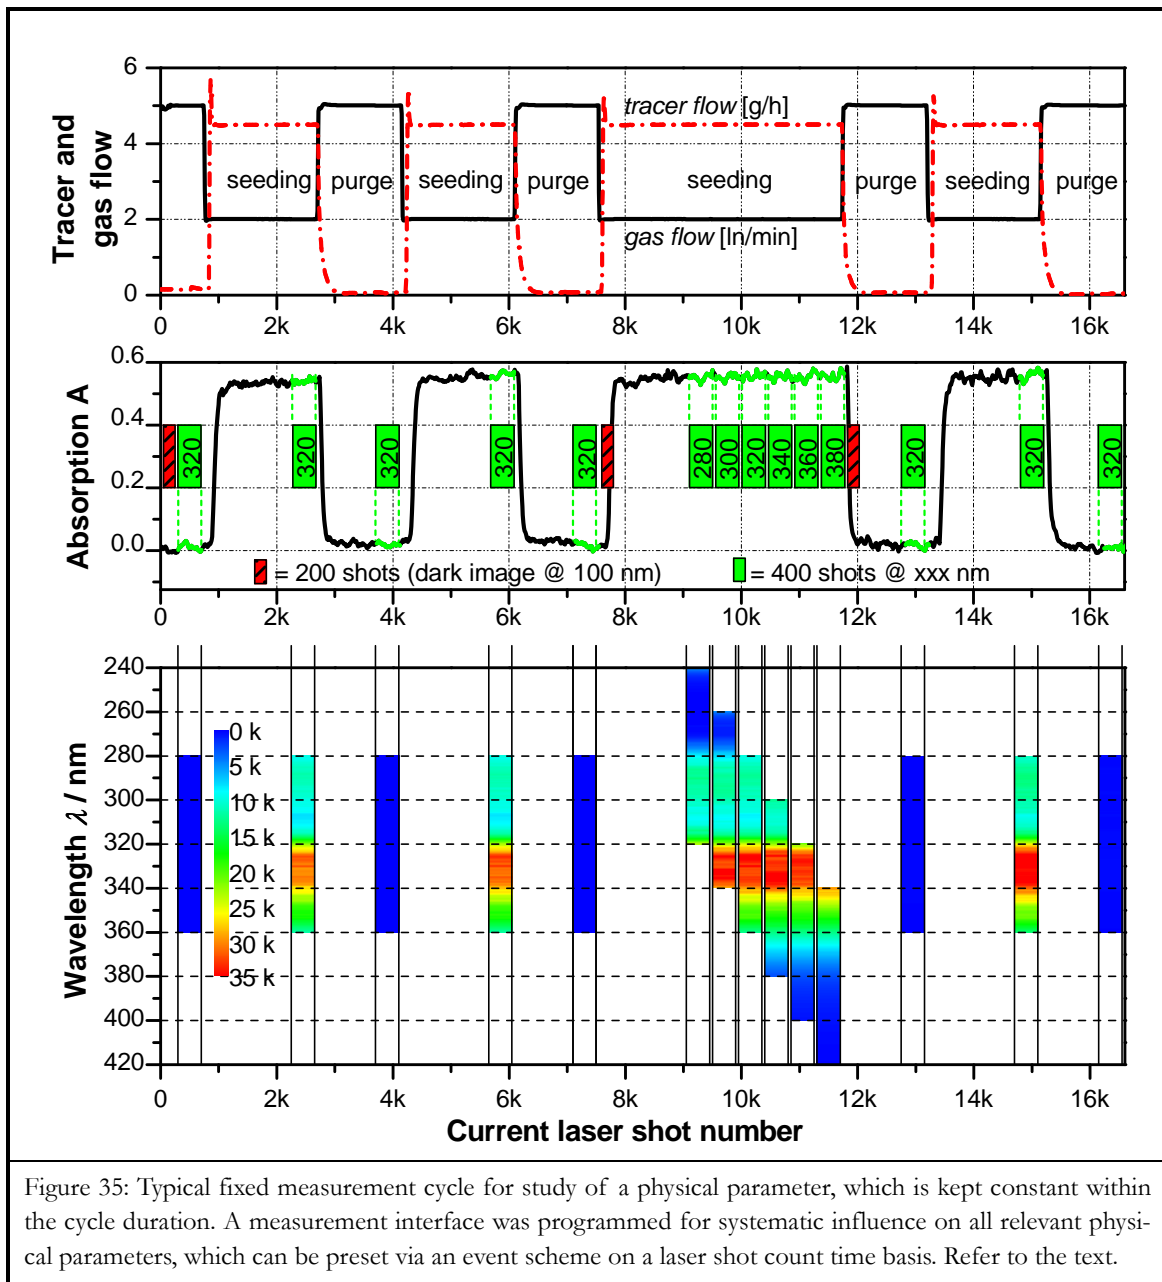 Tracer and
gas flow
6
4
2
0
tracer flow [g/h]
seeding
purge
seeding
purge
seeding
purge
seeding
purge
gas flow [ln/min]
0
2k
4k
6k
8k
10k
12k
14k
16k
Absorption A
0.6
0.4
0.2
0.0
320
320
320
320
320
280
300
320
340
360
380
320
320
320
= 200 shots (dark image @ 100 nm)
= 400 shots @ xxx nm
0
2k
4k
6k
8k
10k
12k
14k
16k
Wavelength λ / nm
240
260
280
300
320
340
360
380
400
420
0 k
5 k
10 k
15 k
20 k
25 k
30 k
35 k
0
2k
4k
6k
8k
10k
12k
14k
16k
Current laser shot number
Figure 35: Typical fixed measurement cycle for study of a physical parameter, which is kept constant within
the cycle duration. A measurement interface was programmed for systematic influence on all relevant physi-
cal parameters, which can be preset via an event scheme on a laser shot count time basis. Refer to the text.